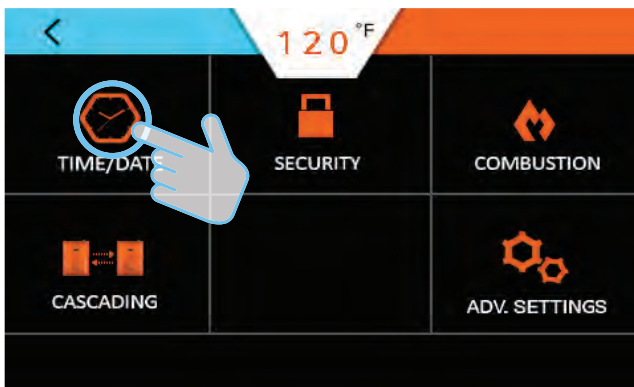 120°F
TIME/DATE
SECURITY
COMBUSTION
CASCADING
ADV. SETTINGS